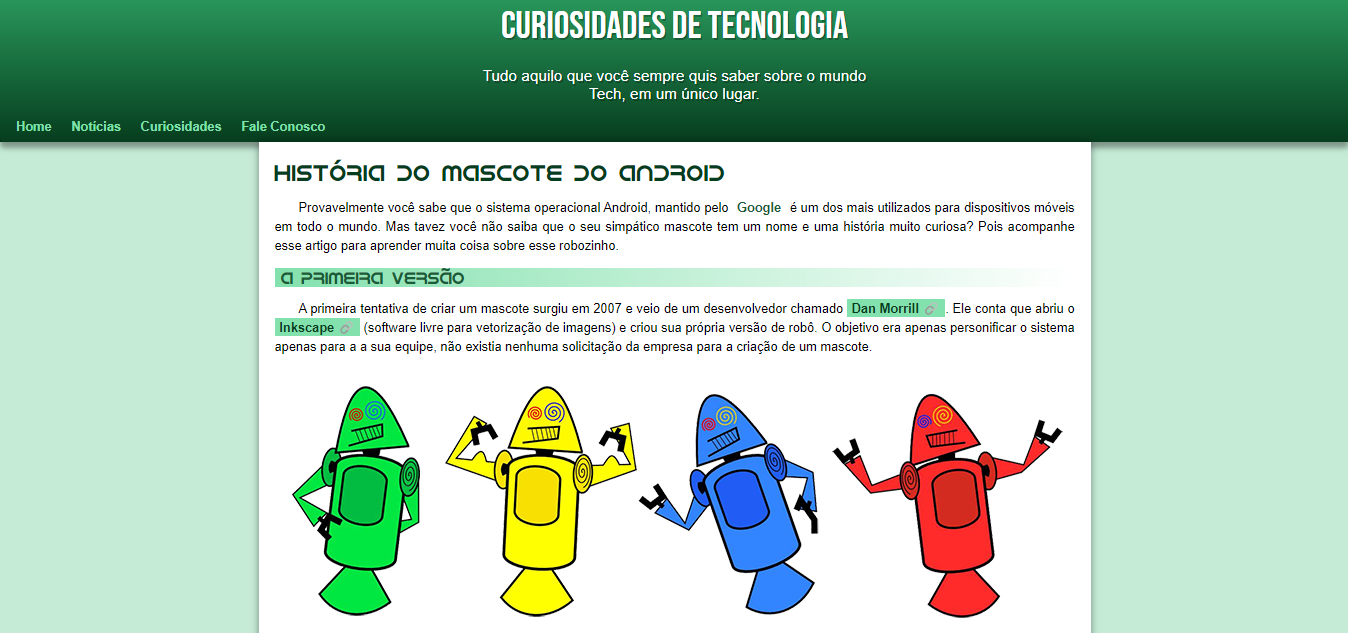 CURIOSIDADES DE TECNOLOGIA
Tudo aquilo que você sempre quis saber sobre o mundo
Tech, em um único lugar.
Home Notícias Curiosidades Fale Conosco
HISTÓRIA DO MASCOTE DO ANDROID
Provavelmente você sabe que o sistema operacional Android, mantido pelo Google é um dos mais utilizados para dispositivos móveis
em todo o mundo. Mas tavez você não saiba que o seu simpático mascote tem um nome e uma história muito curiosa? Pois acompanhe
esse artigo para aprender muita coisa sobre esse robozinho.
A PRIMEIRA VERSÃO
A primeira tentativa de criar um mascote surgiu em 2007 e veio de um desenvolvedor chamado Dan Morrill . Ele conta que abriu o
Inkscape (software livre para vetorização de imagens) e criou sua própria versão de robô. O objetivo era apenas personificar o sistema
apenas para a a sua equipe, não existia nenhuma solicitação da empresa para a criação de um mascote.